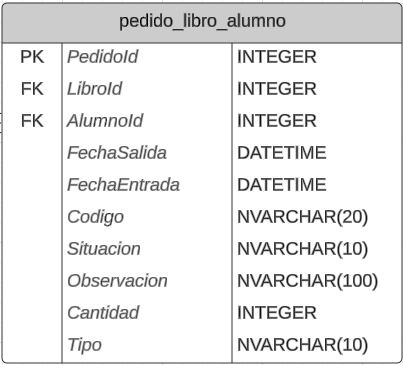 pedido_libro_alumno
PK PedidoId INTEGER
FK LibroId INTEGER
FK AlumnoId INTEGER
FechaSalida DATETIME
FechaEntrada DATETIME
Codigo NVARCHAR(20)
Situacion NVARCHAR(10)
Observacion NVARCHAR(100)
Cantidad INTEGER
Tipo NVARCHAR(10)